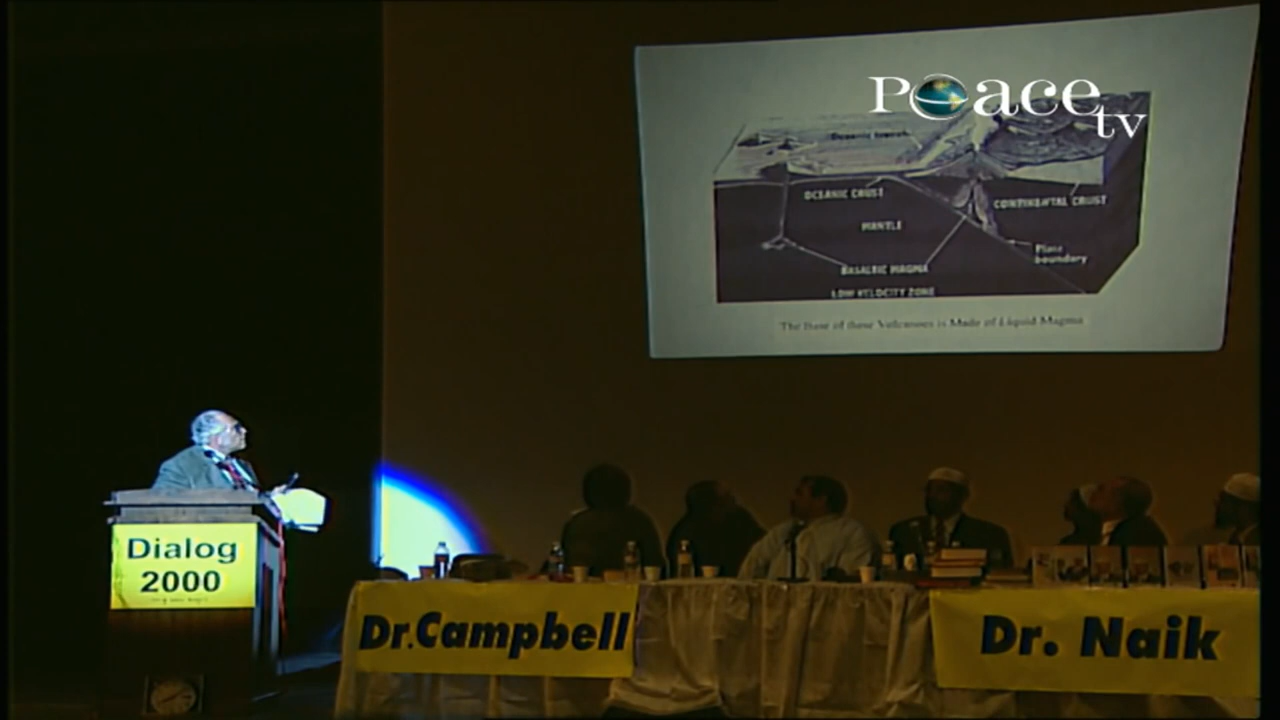 Peace
tv
Oceanic trench
OCEANIC CRUST
CONTINENTAL CRUST
MANTLE
Plate
boundary
BASALTIC MAGMA
LOW VELOCITY ZONE
The Base of these Volcanoes is Made of Liquid Magma
Dialog
2000
Dr.Campbell
Dr. Naik